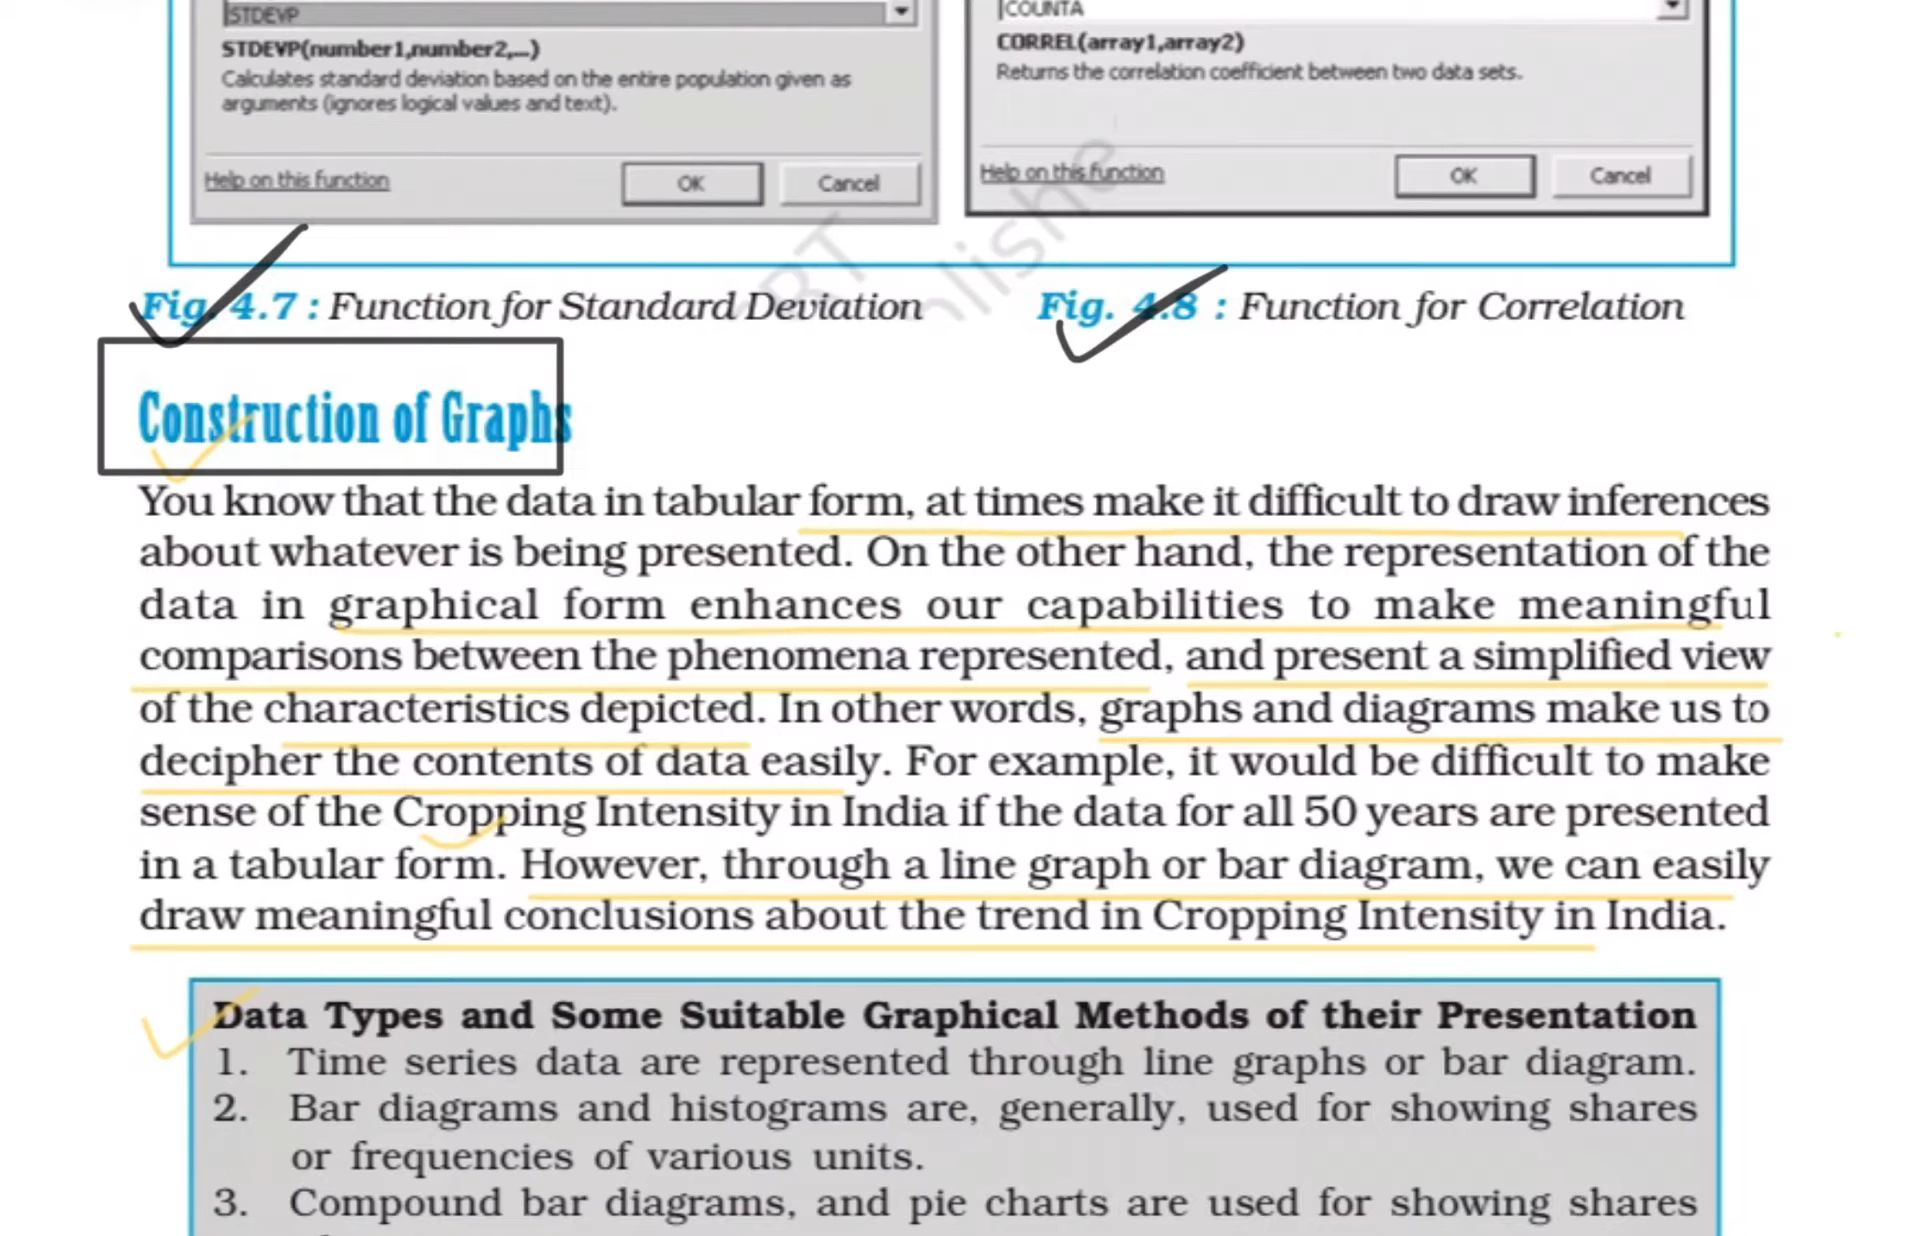 STDEVP
COUNTA
STDEVP(number1,number2,...)
Calculates standard deviation based on the entire population given as
arguments (ignores logical values and text).
CORREL(array1,array2)
Returns the correlation coefficient between two data sets.
Help on this function
OK
Cancel
Help on this function
OK
Cancel
Fig. 4.7 : Function for Standard Deviation
Fig. 4.8 : Function for Correlation
Construction of Graphs
You know that the data in tabular form, at times make it difficult to draw inferences
about whatever is being presented. On the other hand, the representation of the
data in graphical form enhances our capabilities to make meaningful
comparisons between the phenomena represented, and present a simplified view
of the characteristics depicted. In other words, graphs and diagrams make us to
decipher the contents of data easily. For example, it would be difficult to make
sense of the Cropping Intensity in India if the data for all 50 years are presented
in a tabular form. However, through a line graph or bar diagram, we can easily
draw meaningful conclusions about the trend in Cropping Intensity in India.
Data Types and Some Suitable Graphical Methods of their Presentation
1. Time series data are represented through line graphs or bar diagram.
2. Bar diagrams and histograms are, generally, used for showing shares
or frequencies of various units.
3. Compound bar diagrams, and pie charts are used for showing shares